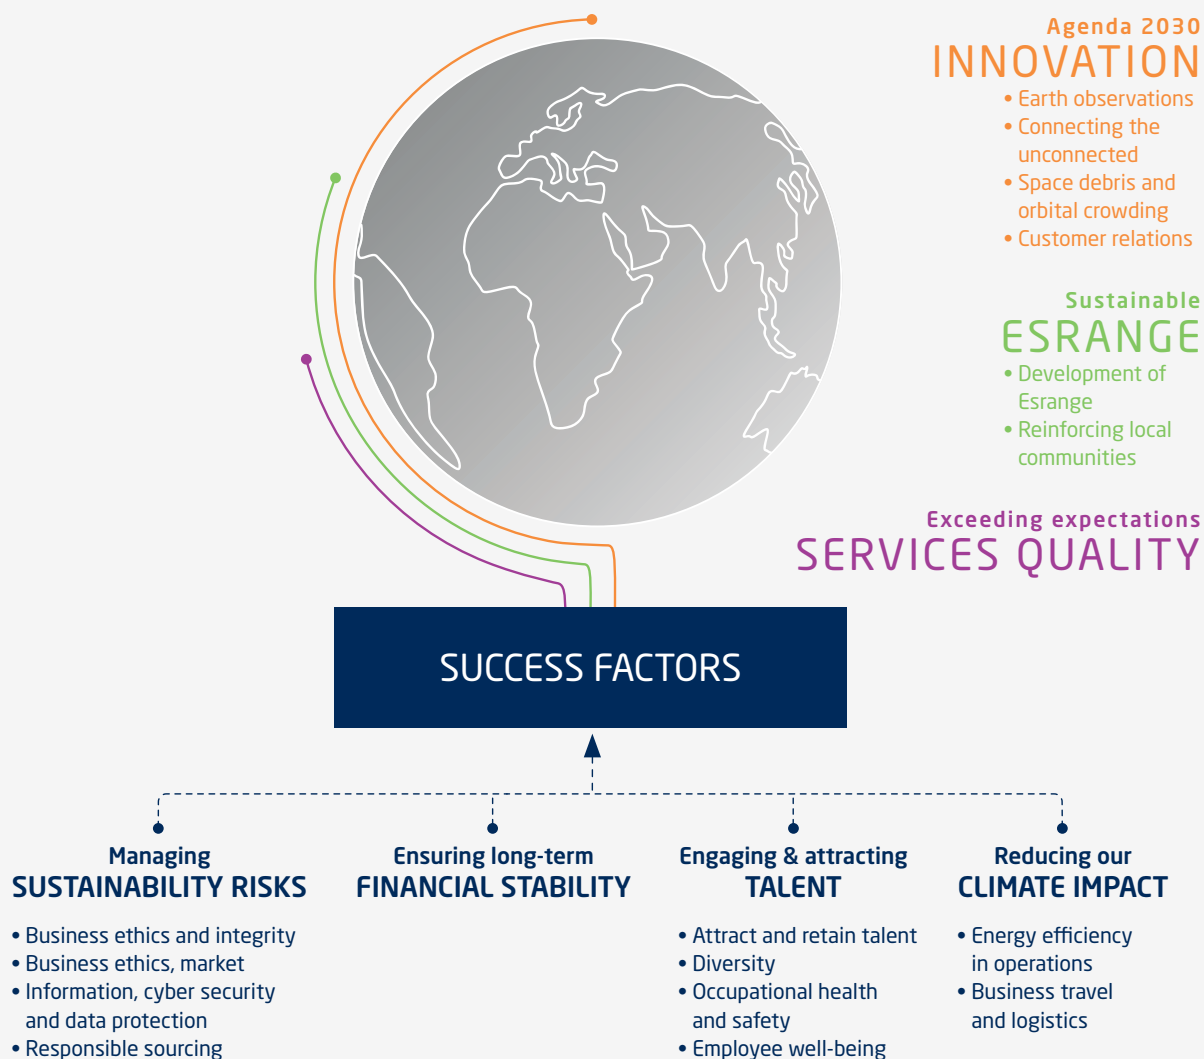 Agenda 2030
INNOVATION
• Earth observations
• Connecting the
unconnected
• Space debris and
orbital crowding
• Customer relations
Sustainable
ESRANGE
• Development of
Esrange
• Reinforcing local
communities
Exceeding expectations
SERVICES QUALITY
SUCCESS FACTORS
Managing
SUSTAINABILITY RISKS
• Business ethics and integrity
• Business ethics, market
• Information, cyber security
and data protection
• Responsible sourcing
Ensuring long-term
FINANCIAL STABILITY
Engaging & attracting
TALENT
• Attract and retain talent
• Diversity
• Occupational health
and safety
• Employee well-being
Reducing our
CLIMATE IMPACT
• Energy efficiency
in operations
• Business travel
and logistics